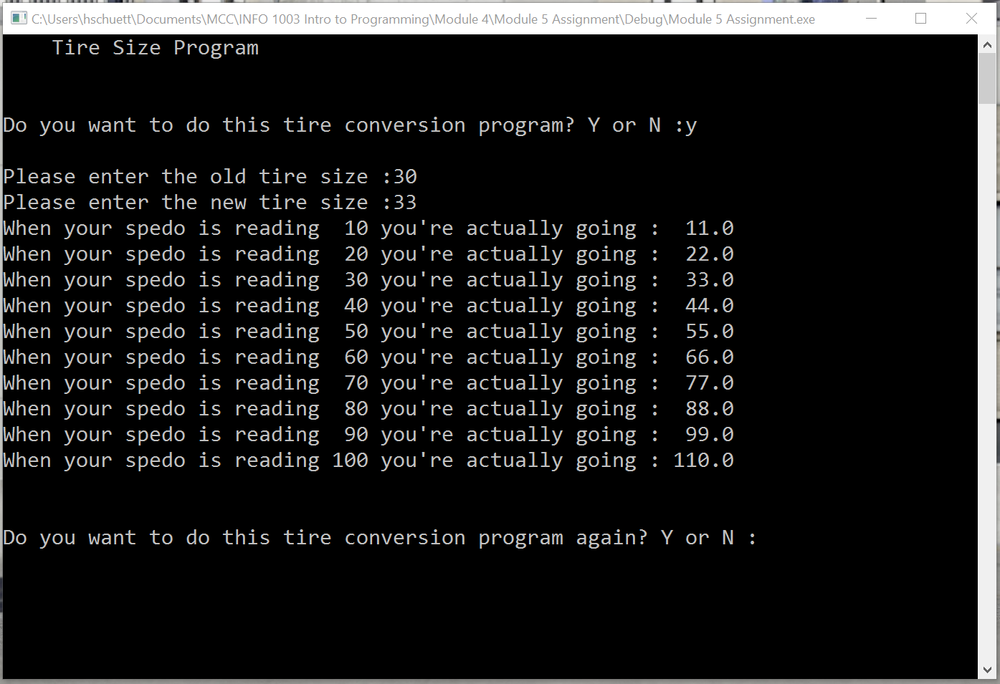 C:\Users\hschuett\Documents\MCC\INFO 1003 Intro to Programming\Module 4\Module 5 Assignment\Debug\Module 5 Assignment.exe
Tire Size Program
Do you want to do this tire conversion program? Y or N :y
Please enter the old tire size :30
Please enter the new tire size :33
When your spedo is reading  10 you're actually going :  11.0
When your spedo is reading  20 you're actually going :  22.0
When your spedo is reading  30 you're actually going :  33.0
When your spedo is reading  40 you're actually going :  44.0
When your spedo is reading  50 you're actually going :  55.0
When your spedo is reading  60 you're actually going :  66.0
When your spedo is reading  70 you're actually going :  77.0
When your spedo is reading  80 you're actually going :  88.0
When your spedo is reading  90 you're actually going :  99.0
When your spedo is reading 100 you're actually going : 110.0
Do you want to do this tire conversion program again? Y or N :